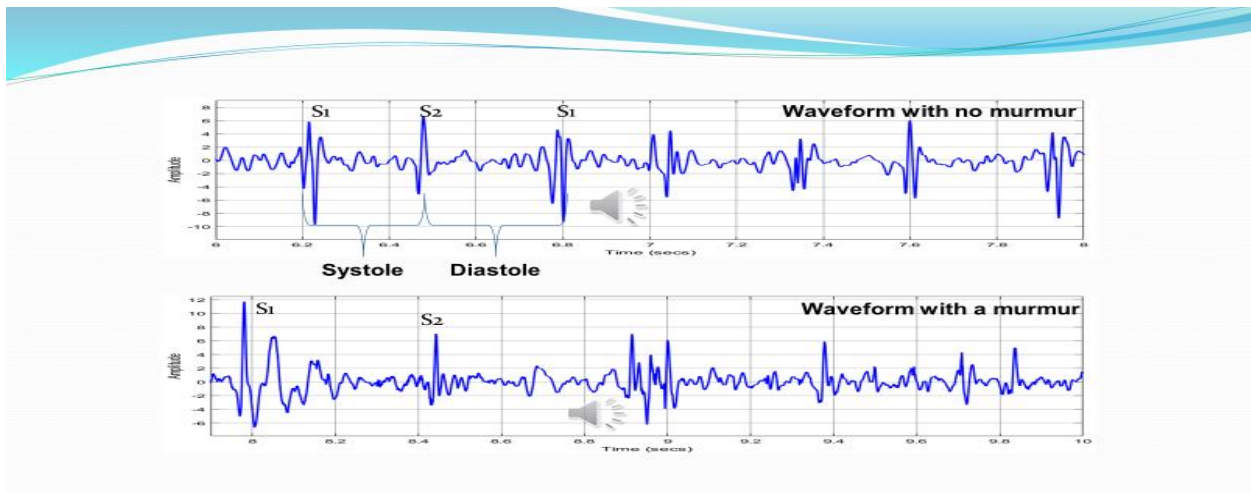 S1 S2 S1 Waveform with no murmur
8
6
4
2
0
-2
-4
-6
-8
-10
Amplitude
6 6.2 6.4 6.6 6.8 7 7.2 7.4 7.6 7.8 8
Time (secs)
Systole Diastole
S1 S2 Waveform with a murmur
12
10
8
6
4
2
0
-2
-4
-6
Amplitude
8 8.2 8.4 8.6 8.8 9 9.2 9.4 9.6 9.8 10
Time (secs)